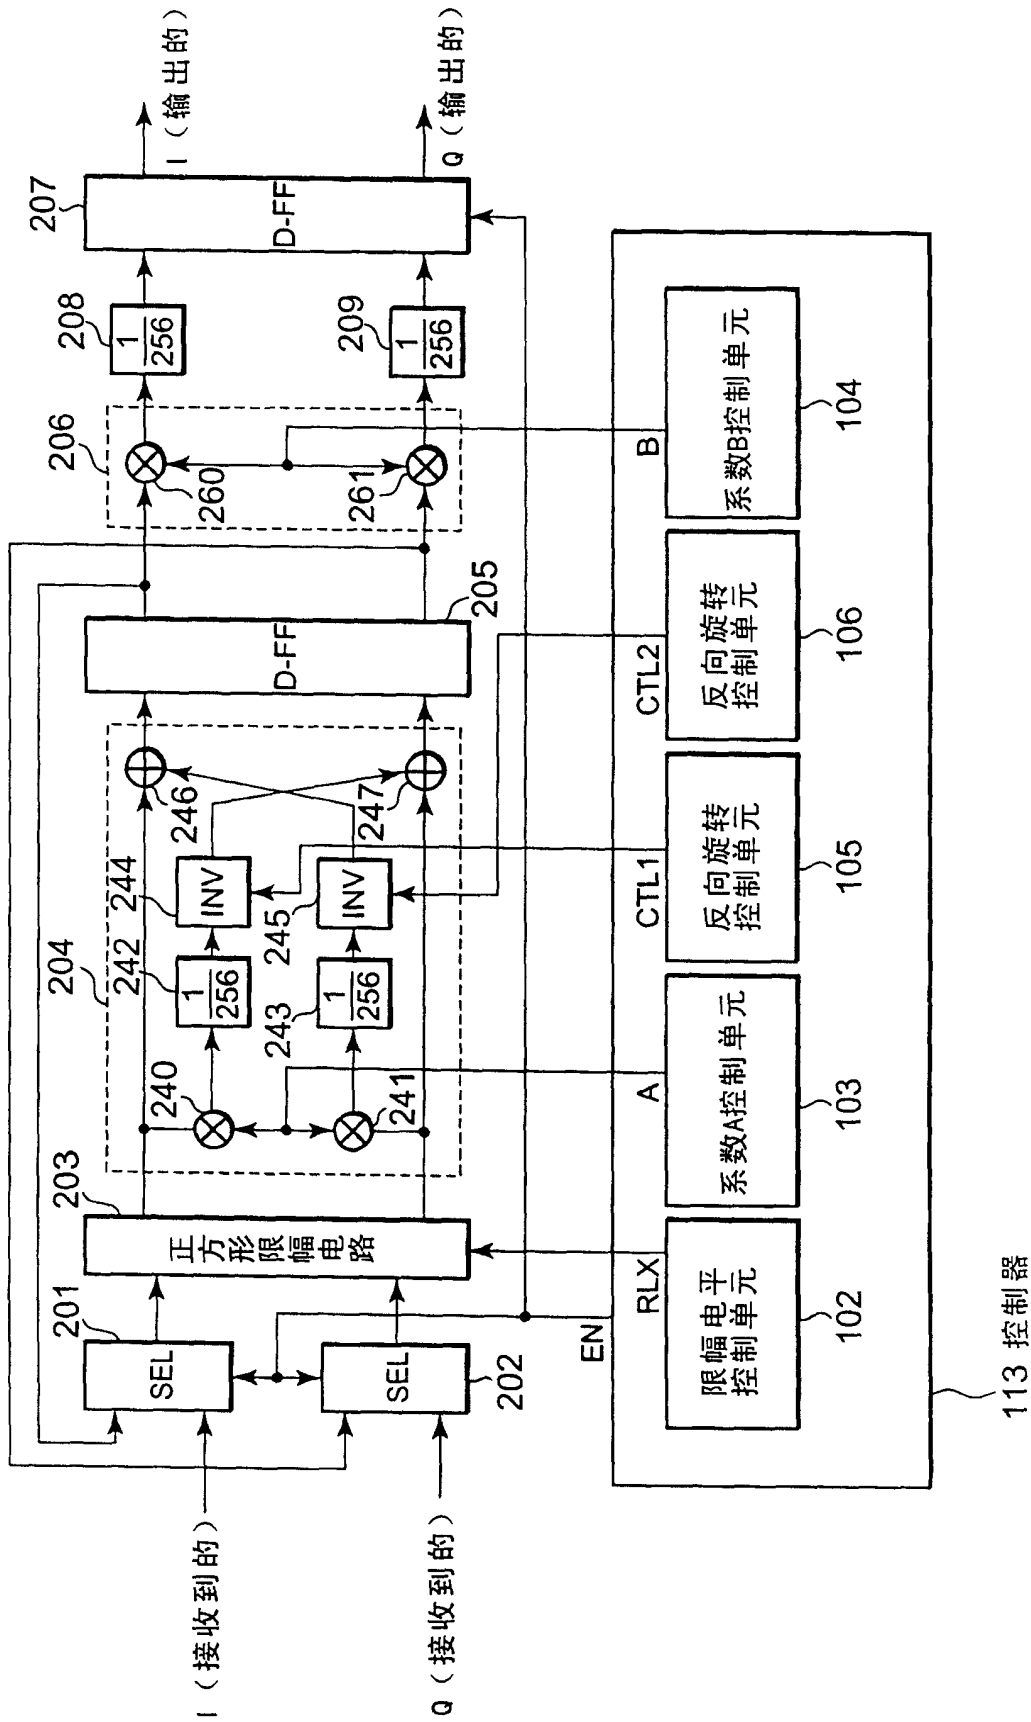 I（接收到的）
Q（接收到的）
201
SEL
SEL
202
203
正方形限幅电路
204
240
241
242
1
256
243
1
256
244
INV
245
INV
246
247
D-FF
205
206
260
261
208
1
256
209
1
256
207
D-FF
I（输出的）
Q（输出的）
EN
RLX
A
CTL1
CTL2
B
限幅电平
控制单元
102
系数A控制单元
103
反向旋转
控制单元
105
反向旋转
控制单元
106
系数B控制单元
104
113 控制器